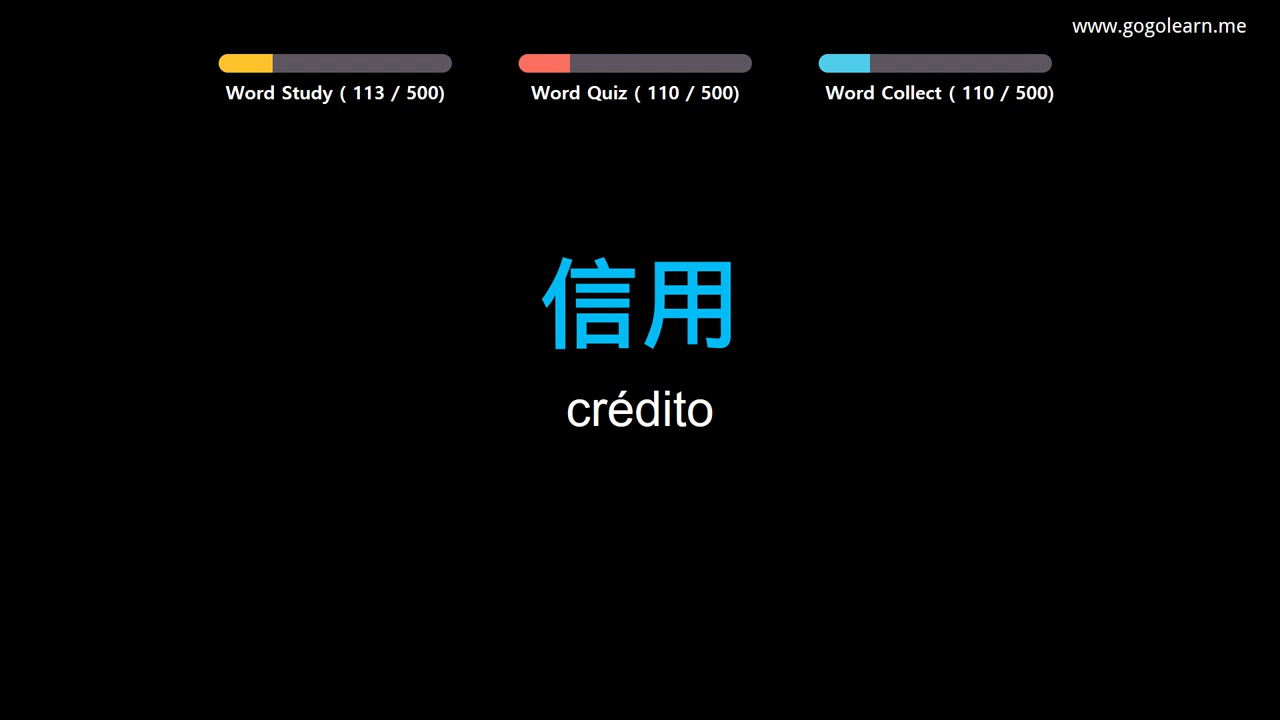 www.gogolearn.me
Word Study ( 113 / 500)
Word Quiz ( 110 / 500)
Word Collect ( 110 / 500)
信用
crédito